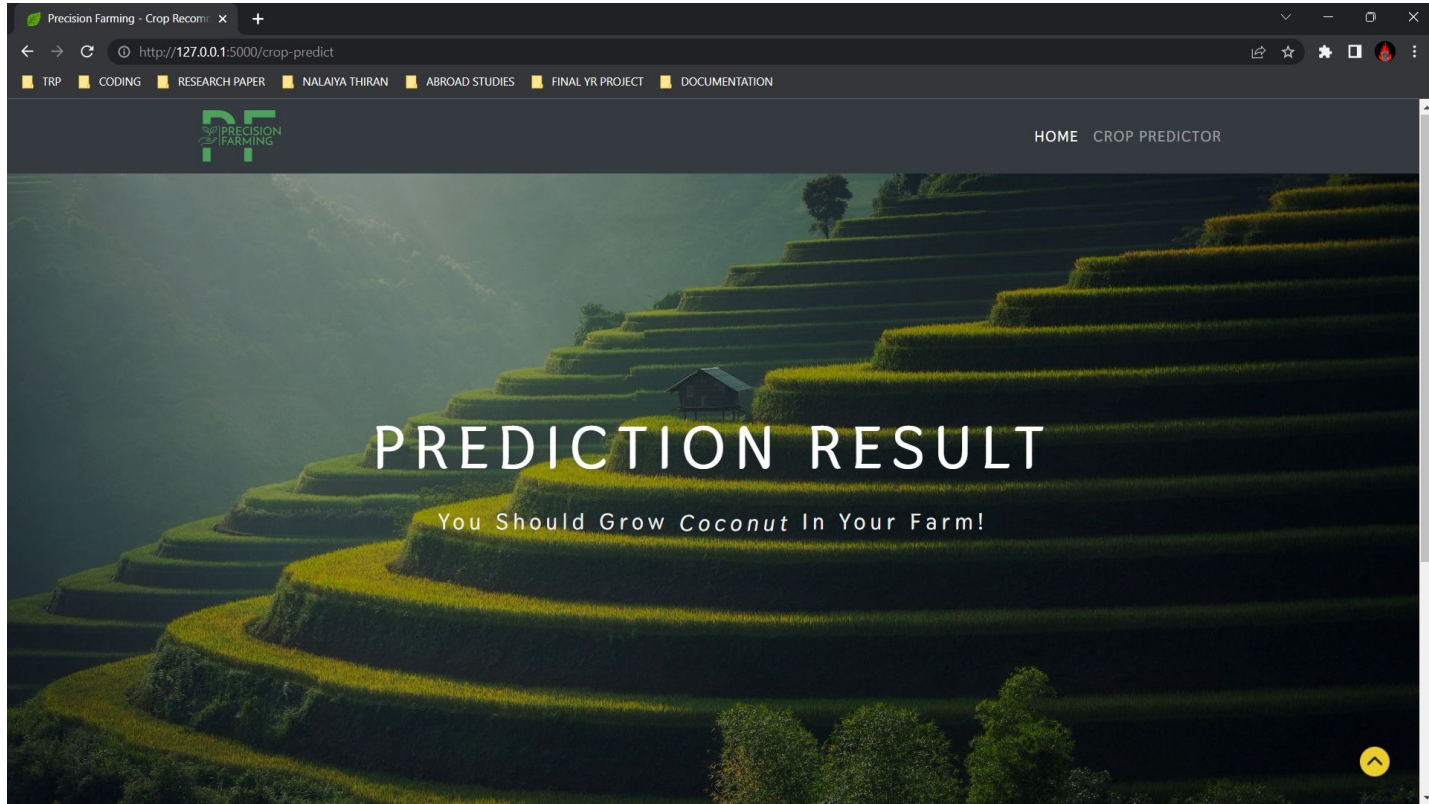 Precision Farming - Crop Recomm
http://127.0.0.1:5000/crop-predict
TRP CODING RESEARCH PAPER NALAIYA THIRAN ABROAD STUDIES FINAL YR PROJECT DOCUMENTATION
PF
PRECISION
FARMING
HOME CROP PREDICTOR
PREDICTION RESULT
You Should Grow Coconut In Your Farm!